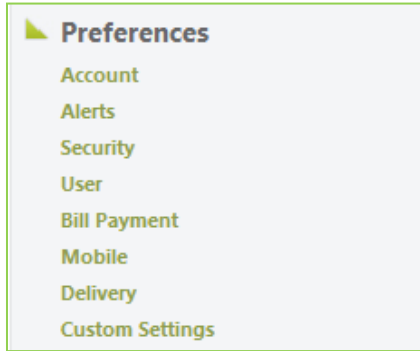 Preferences
Account
Alerts
Security
User
Bill Payment
Mobile
Delivery
Custom Settings